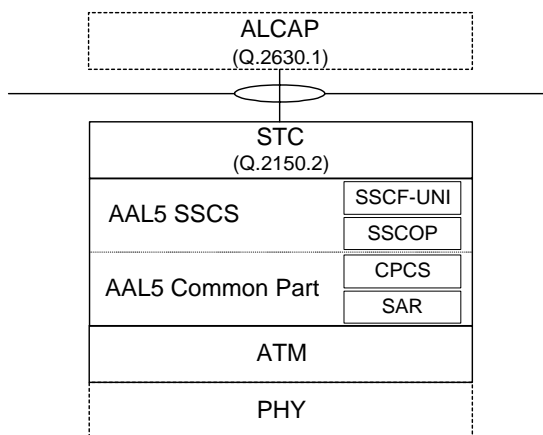 ALCAP
(Q.2630.1)
STC
(Q.2150.2)
AAL5 SSCS
SSCF-UNI
SSCOP
AAL5 Common Part
CPCS
SAR
ATM
PHY